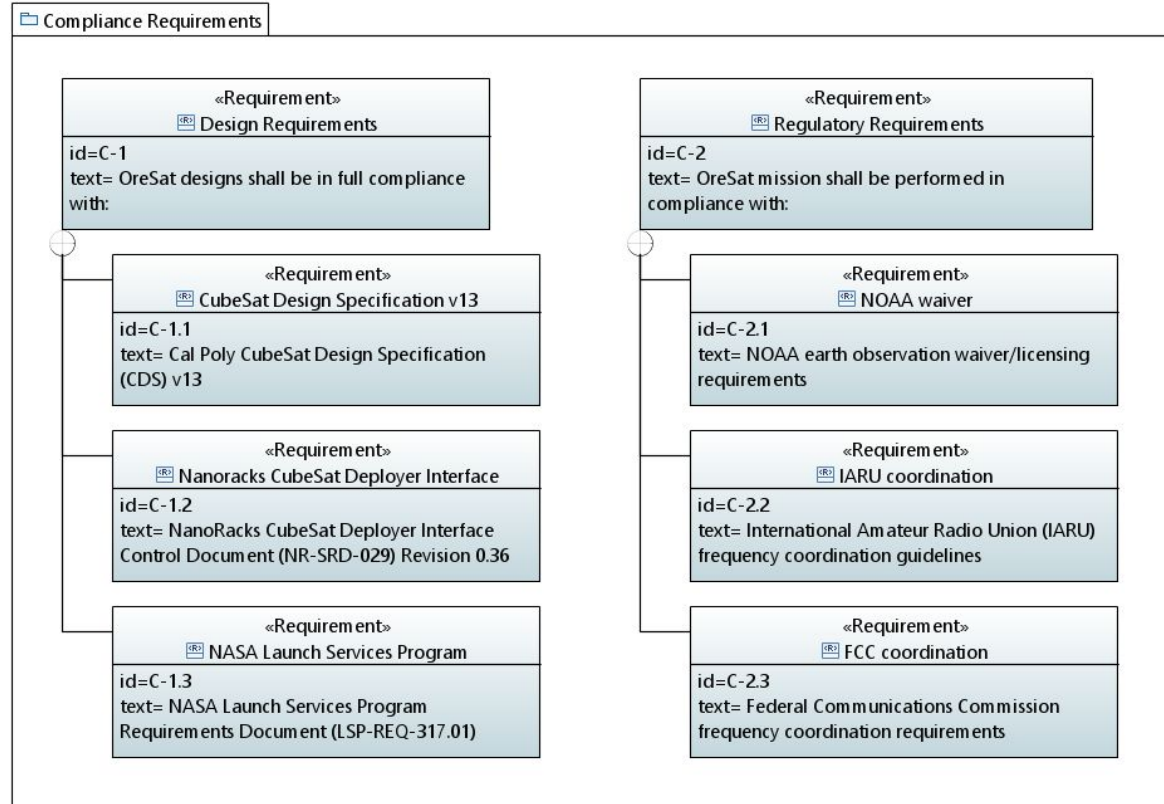 Compliance Requirements
«Requirement»
Design Requirements
id=C-1
text= OreSat designs shall be in full compliance
with:
«Requirement»
CubeSat Design Specification v13
id=C-1.1
text= Cal Poly CubeSat Design Specification
(CDS) v13
«Requirement»
Nanoracks CubeSat Deployer Interface
id=C-1.2
text= NanoRacks CubeSat Deployer Interface
Control Document (NR-SRD-029) Revision 0.36
«Requirement»
NASA Launch Services Program
id=C-1.3
text= NASA Launch Services Program
Requirements Document (LSP-REQ-317.01)
«Requirement»
Regulatory Requirements
id=C-2
text= OreSat mission shall be performed in
compliance with:
«Requirement»
NOAA waiver
id=C-2.1
text= NOAA earth observation waiver/licensing
requirements
«Requirement»
IARU coordination
id=C-2.2
text= International Amateur Radio Union (IARU)
frequency coordination guidelines
«Requirement»
FCC coordination
id=C-2.3
text= Federal Communications Commission
frequency coordination requirements